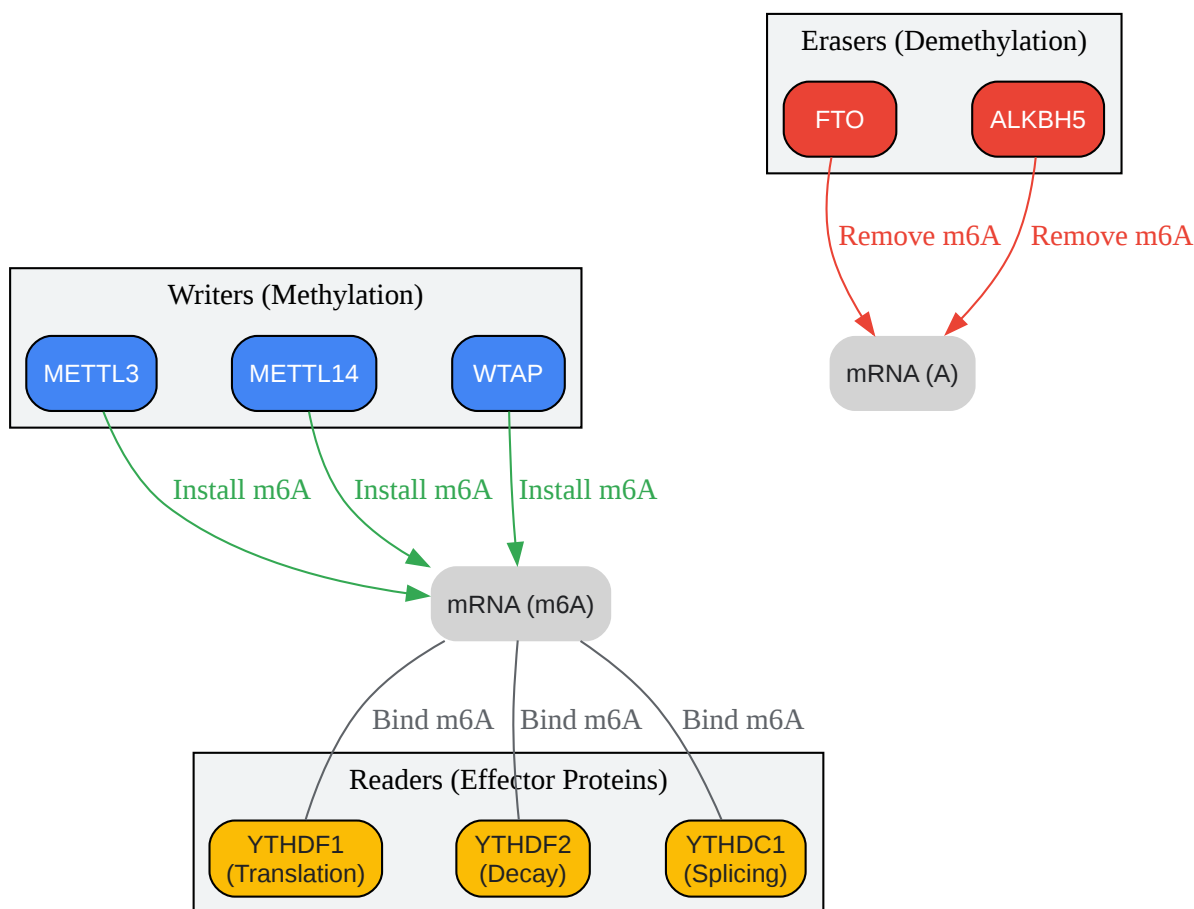 Erasers (Demethylation)
FTO
ALKBH5
Remove m6A
Remove m6A
mRNA (A)
Writers (Methylation)
METTL3
METTL14
WTAP
Install m6A
Install m6A
Install m6A
mRNA (m6A)
Bind m6A
Bind m6A
Bind m6A
Readers (Effector Proteins)
YTHDF1
(Translation)
YTHDF2
(Decay)
YTHDC1
(Splicing)